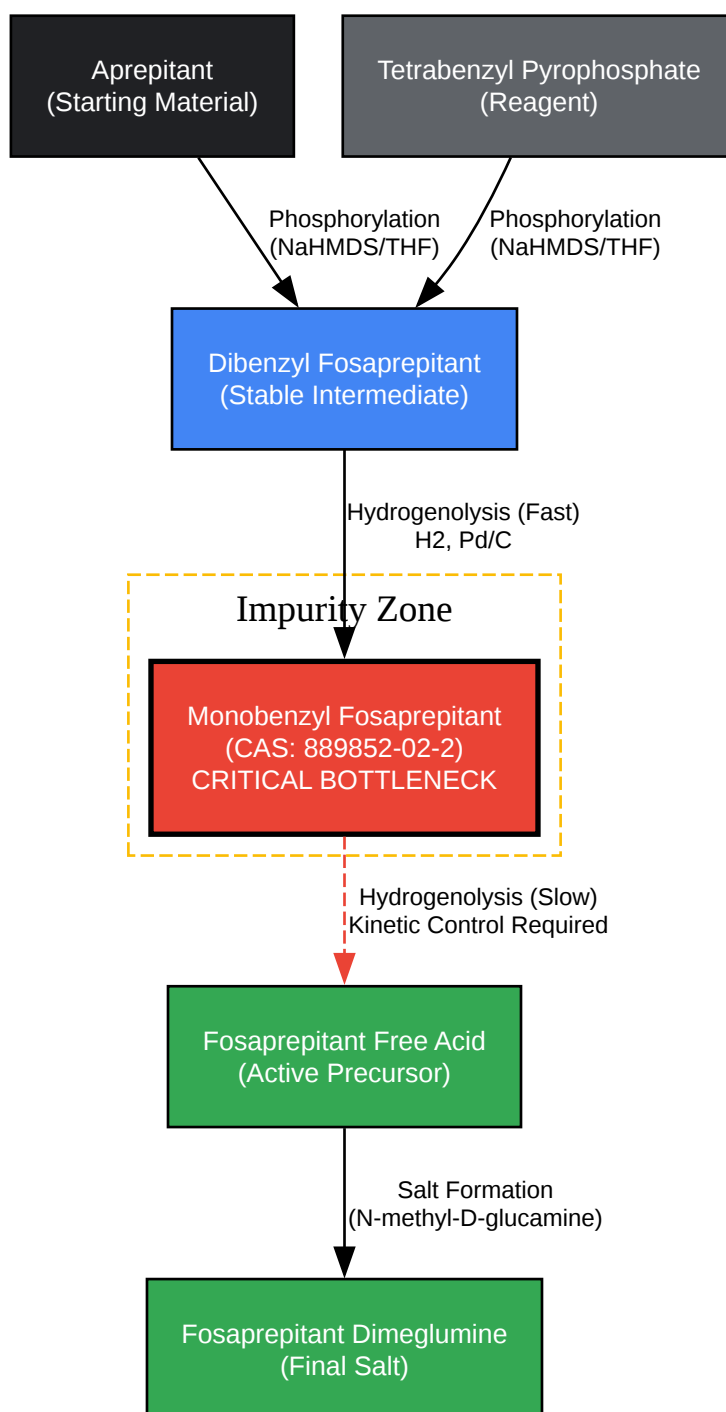 Aprepitant
(Starting Material)
Tetrabenzyl Pyrophosphate
(Reagent)
Phosphorylation
(NaHMDS/THF)
Phosphorylation
(NaHMDS/THF)
Dibenzyl Fosaprepitant
(Stable Intermediate)
Hydrogenolysis (Fast)
H2, Pd/C
Impurity Zone
Monobenzyl Fosaprepitant
(CAS: 889852-02-2)
CRITICAL BOTTLENECK
Hydrogenolysis (Slow)
Kinetic Control Required
Fosaprepitant Free Acid
(Active Precursor)
Salt Formation
(N-methyl-D-glucamine)
Fosaprepitant Dimeglumine
(Final Salt)